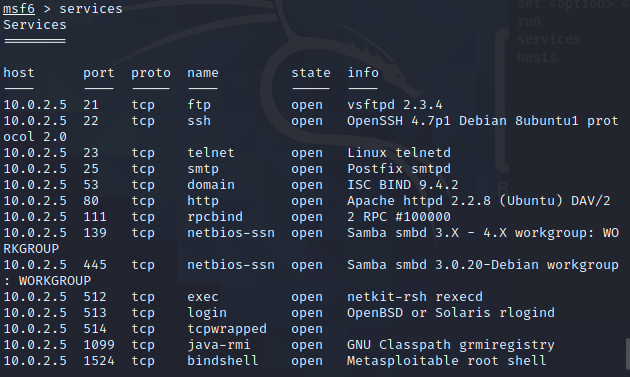 msf6 > services
set <option> <
Services
run
========
services
hosts
host port proto name state info
---- ---- ----- ---- ----- ----
10.0.2.5 21 tcp ftp open vsftpd 2.3.4
10.0.2.5 22 tcp ssh open OpenSSH 4.7p1 Debian 8ubuntu1 prot
ocol 2.0
10.0.2.5 23 tcp telnet open Linux telnetd
10.0.2.5 25 tcp smtp open Postfix smtpd
10.0.2.5 53 tcp domain open ISC BIND 9.4.2
10.0.2.5 80 tcp http open Apache httpd 2.2.8 (Ubuntu) DAV/2
10.0.2.5 111 tcp rpcbind open 2 RPC #100000
10.0.2.5 139 tcp netbios-ssn open Samba smbd 3.X - 4.X workgroup: WO
RKGROUP
10.0.2.5 445 tcp netbios-ssn open Samba smbd 3.0.20-Debian workgroup
: WORKGROUP
10.0.2.5 512 tcp exec open netkit-rsh rexecd
10.0.2.5 513 tcp login open OpenBSD or Solaris rlogind
10.0.2.5 514 tcp tcpwrapped open
10.0.2.5 1099 tcp java-rmi open GNU Classpath grmiregistry
10.0.2.5 1524 tcp bindshell open Metasploitable root shell